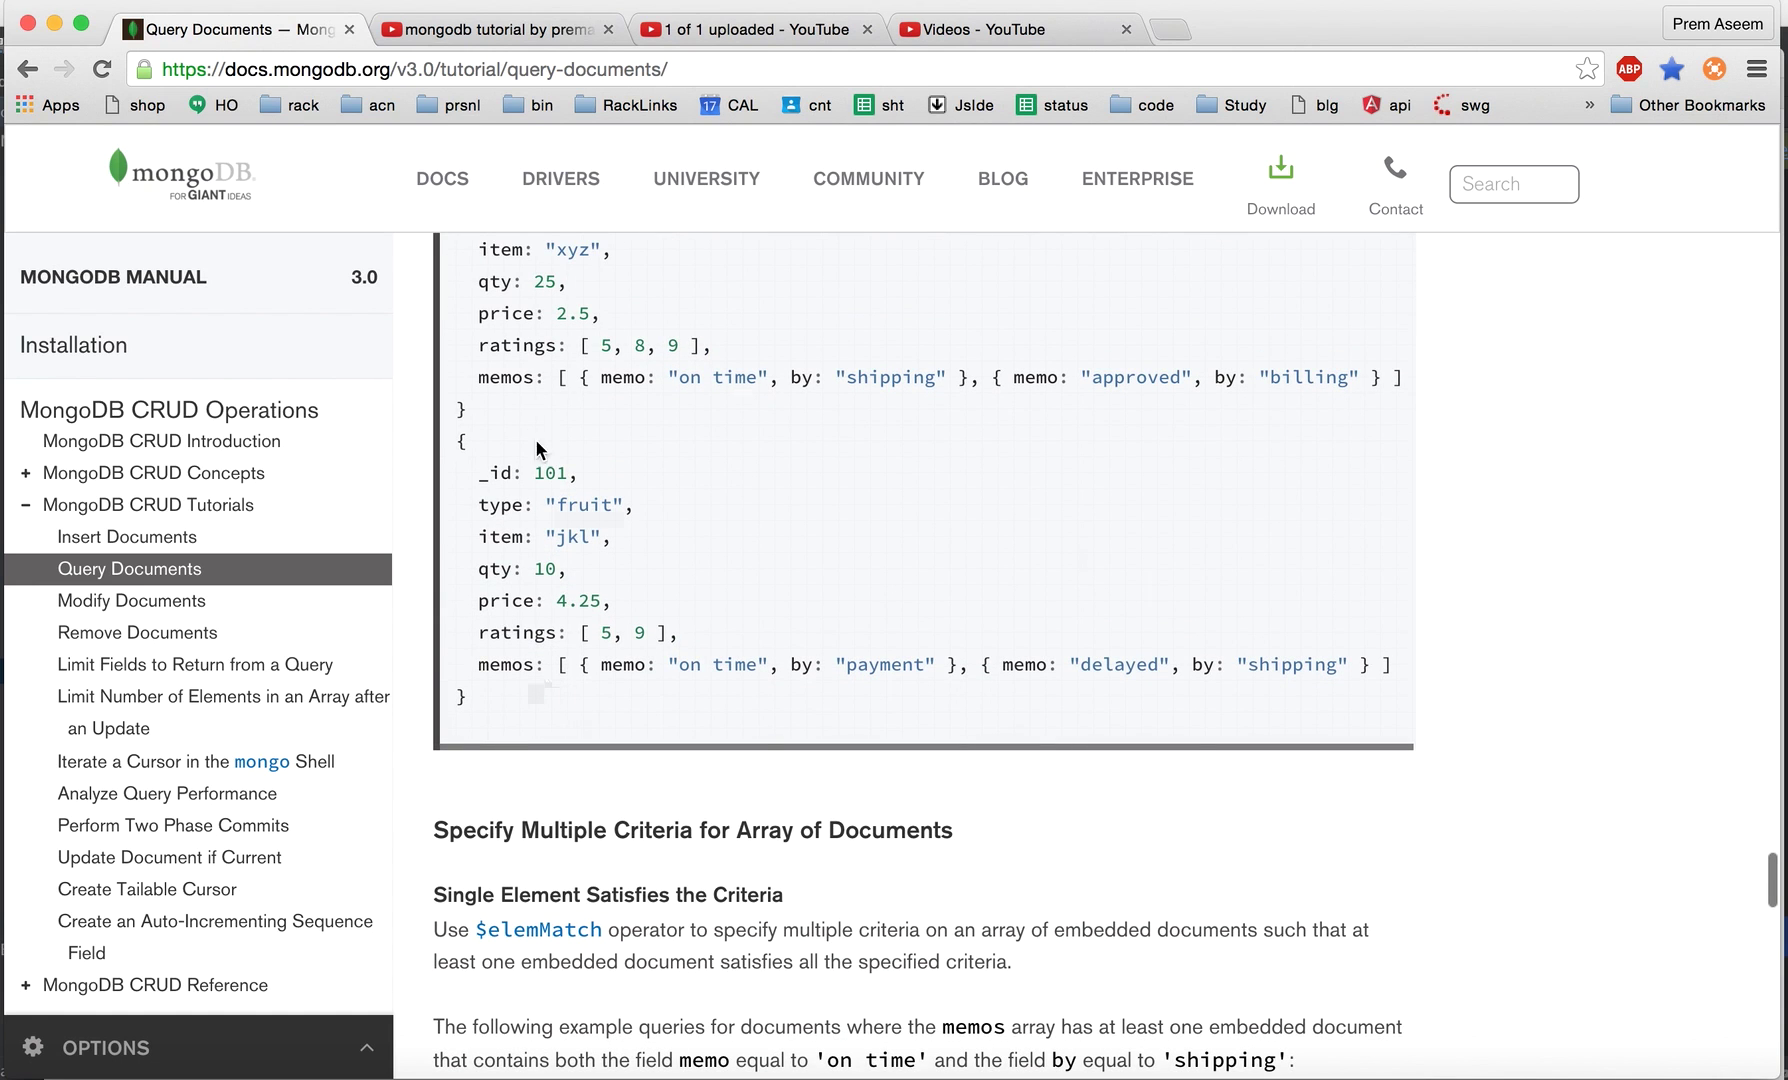 Query Documents — Mong
mongodb tutorial by prema
1 of 1 uploaded - YouTube
Videos - YouTube
Prem Aseem
https://docs.mongodb.org/v3.0/tutorial/query-documents/
ABP
Apps shop HO rack acn prsnl bin RackLinks 17 CAL cnt sht Jslde status code Study blg api swg » Other Bookmarks
mongoDB.
FOR GIANT IDEAS
DOCS DRIVERS UNIVERSITY COMMUNITY BLOG ENTERPRISE
Download
Contact
Search
MONGODB MANUAL 3.0
Installation
MongoDB CRUD Operations
MongoDB CRUD Introduction
+ MongoDB CRUD Concepts
– MongoDB CRUD Tutorials
Insert Documents
Query Documents
Modify Documents
Remove Documents
Limit Fields to Return from a Query
Limit Number of Elements in an Array after
an Update
Iterate a Cursor in the mongo Shell
Analyze Query Performance
Perform Two Phase Commits
Update Document if Current
Create Tailable Cursor
Create an Auto-Incrementing Sequence
Field
+ MongoDB CRUD Reference
OPTIONS
item: "xyz",
qty: 25,
price: 2.5,
ratings: [ 5, 8, 9 ],
memos: [ { memo: "on time", by: "shipping" }, { memo: "approved", by: "billing" } ]
}
{
_id: 101,
type: "fruit",
item: "jkl",
qty: 10,
price: 4.25,
ratings: [ 5, 9 ],
memos: [ { memo: "on time", by: "payment" }, { memo: "delayed", by: "shipping" } ]
}
Specify Multiple Criteria for Array of Documents
Single Element Satisfies the Criteria
Use $elemMatch operator to specify multiple criteria on an array of embedded documents such that at
least one embedded document satisfies all the specified criteria.
The following example queries for documents where the memos array has at least one embedded document
that contains both the field memo equal to 'on time' and the field by equal to 'shipping':